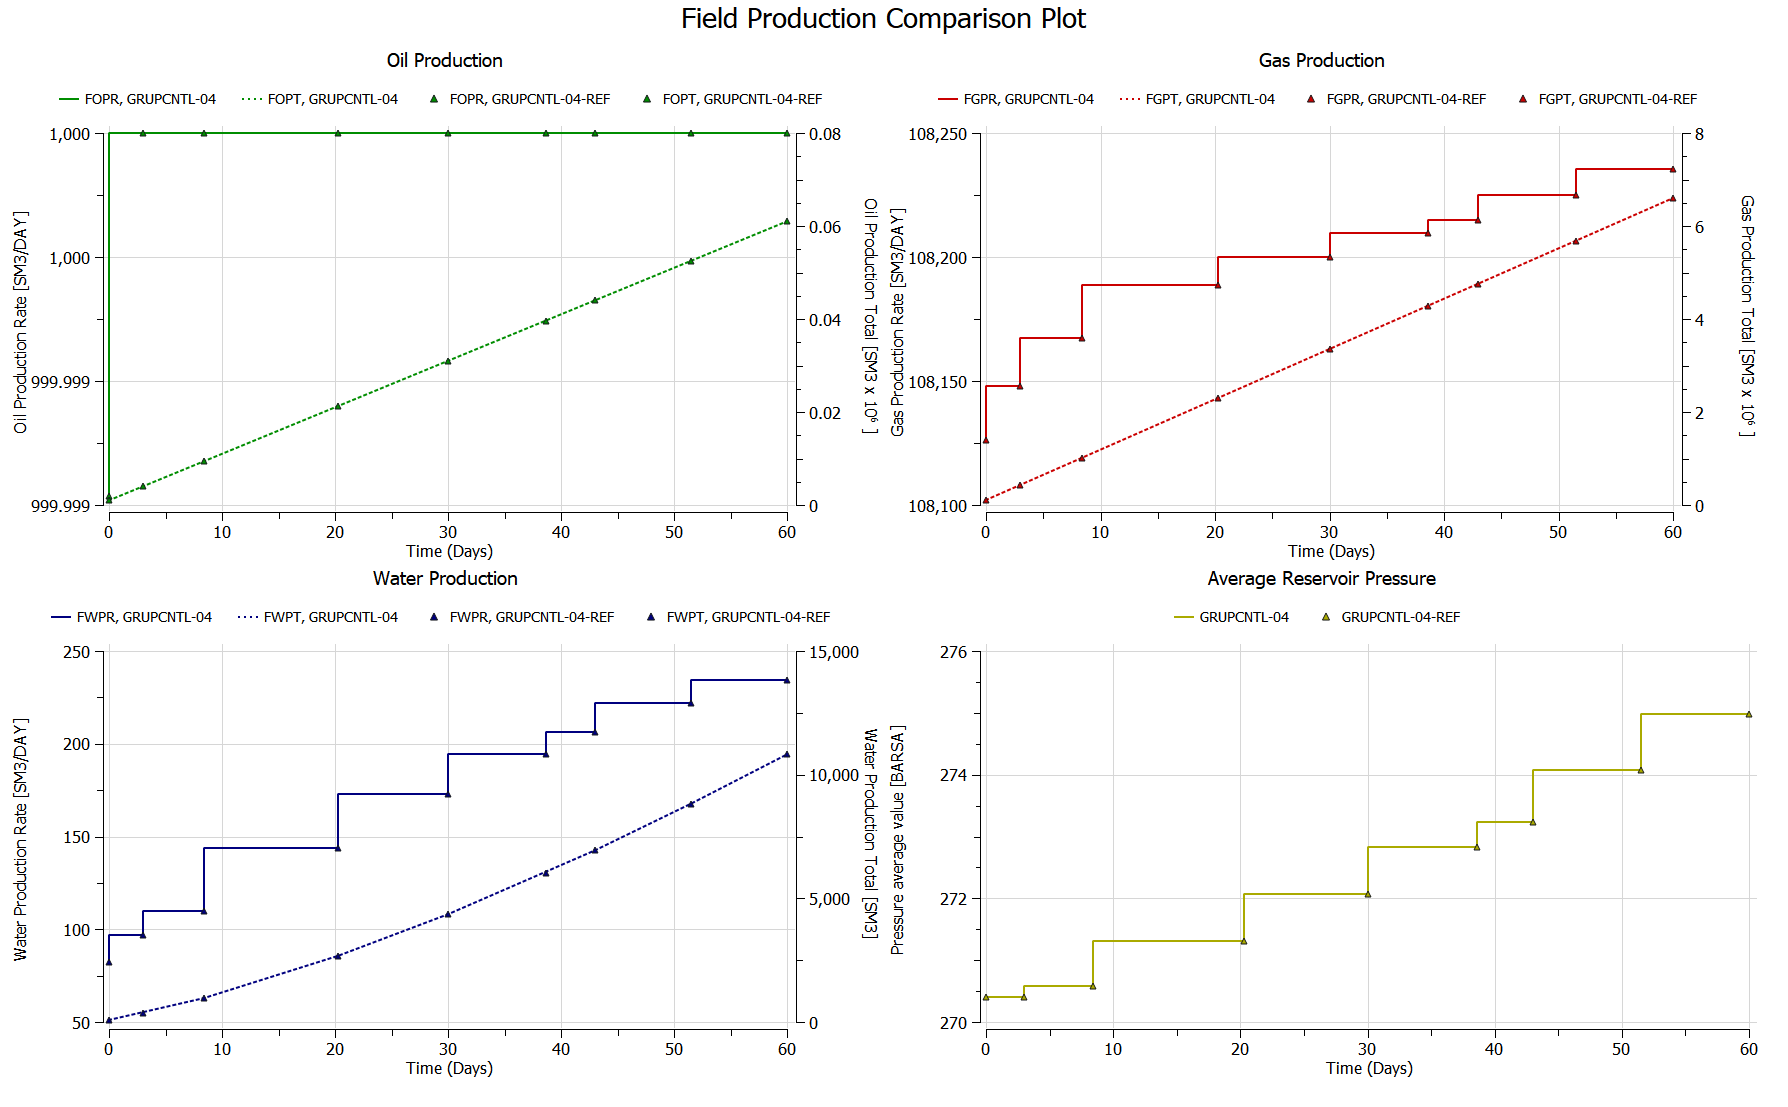 Field Production Comparison Plot
Oil Production
FOPR, GRUPCNTL-04 FOPT, GRUPCNTL-04 FOPR, GRUPCNTL-04-REF FOPT, GRUPCNTL-04-REF
Oil Production Rate [SM3/DAY]
1,000
1,000
999.999
999.999
0.08
0.06
0.04
0.02
0
Oil Production Total [SM3 x 10⁶ ]
0 10 20 30 40 50 60
Time (Days)
Gas Production
FGPR, GRUPCNTL-04 FGPT, GRUPCNTL-04 FGPR, GRUPCNTL-04-REF FGPT, GRUPCNTL-04-REF
Gas Production Rate [SM3/DAY]
108,250
108,200
108,150
108,100
8
6
4
2
0
Gas Production Total [SM3 x 10⁶ ]
0 10 20 30 40 50 60
Time (Days)
Water Production
FWPR, GRUPCNTL-04 FWPT, GRUPCNTL-04 FWPR, GRUPCNTL-04-REF FWPT, GRUPCNTL-04-REF
Water Production Rate [SM3/DAY]
250
200
150
100
50
15,000
10,000
5,000
0
Water Production Total [SM3]
0 10 20 30 40 50 60
Time (Days)
Average Reservoir Pressure
GRUPCNTL-04 GRUPCNTL-04-REF
Pressure average value [BARSA]
276
274
272
270
0 10 20 30 40 50 60
Time (Days)